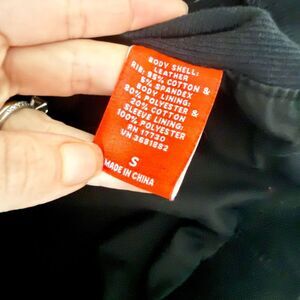 BODY SHELL:
LEATHER
RIB: 95% COTTON &
5% SPANDEX
BODY LINING:
80% POLYESTER &
20% COTTON
SLEEVE LINING:
100% POLYESTER
RN 17730
VN 3681882
S
MADE IN CHINA